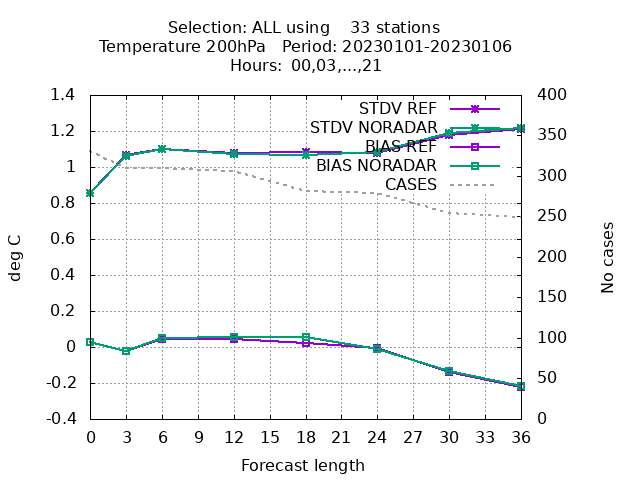 Selection: ALL using 33 stations
Temperature 200hPa Period: 20230101-20230106
Hours: 00,03,...,21
STDV REF
STDV NORADAR
BIAS REF
BIAS NORADAR
CASES
1.4
1.2
1
0.8
0.6
0.4
0.2
0
-0.2
-0.4
deg C
400
350
300
250
200
150
100
50
0
No cases
0 3 6 9 12 15 18 21 24 27 30 33 36
Forecast length